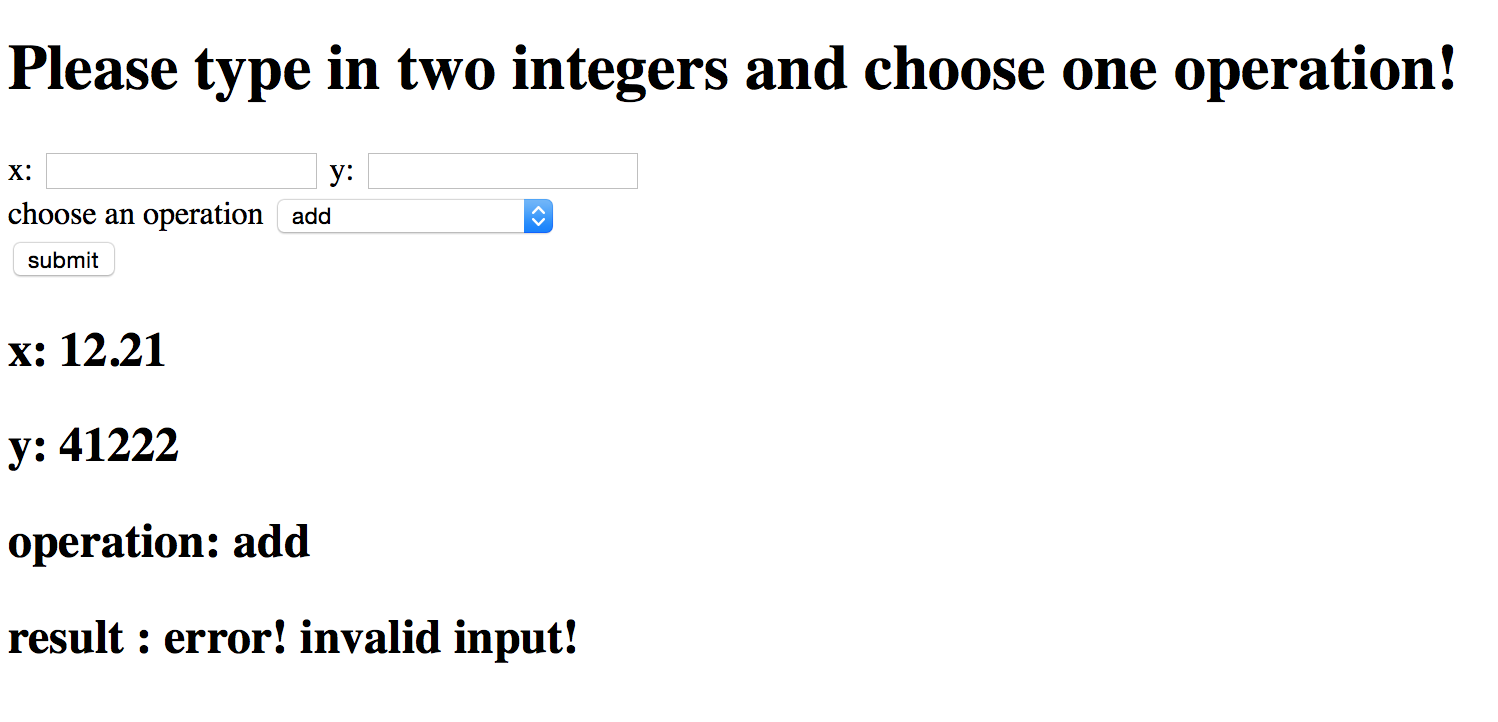 Please type in two integers and choose one operation!
x: y:
choose an operation add
submit
x: 12.21
y: 41222
operation: add
result : error! invalid input!